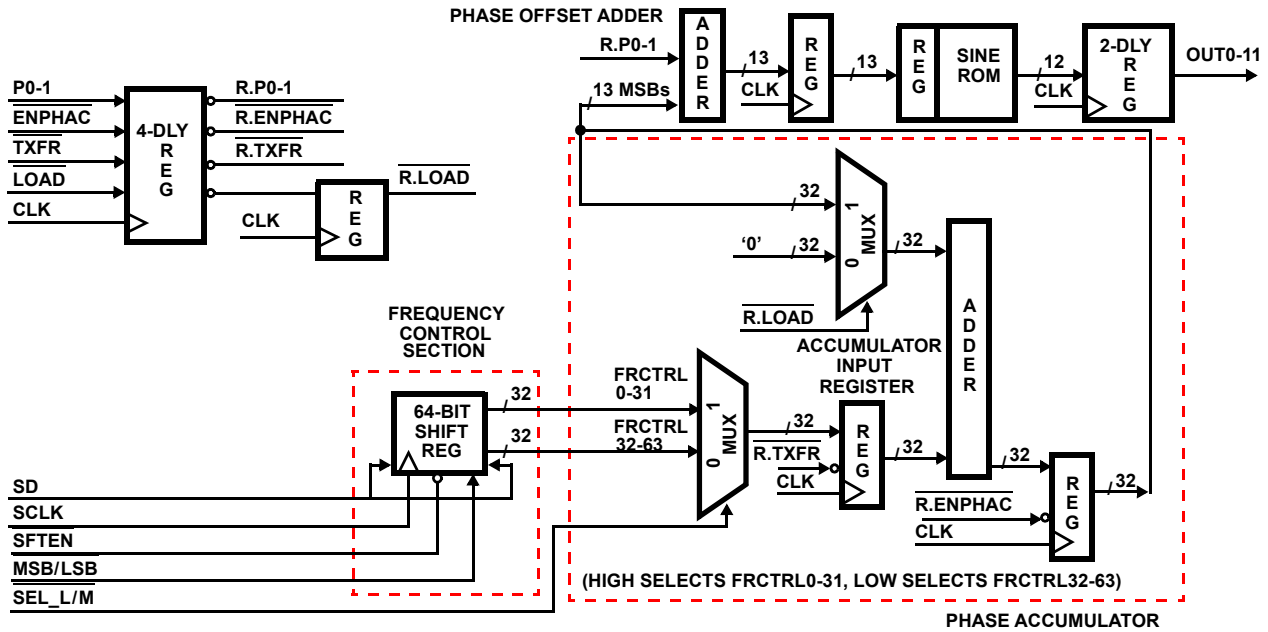 PHASE OFFSET ADDER
R.P0-1
13 MSBs
ADDER
13
CLK
REG
13
REG
SINE
ROM
12
CLK
2-DLY
REG
OUT0-11
P0-1
ENPHAC
TXFR
LOAD
CLK
4-DLY
REG
R.P0-1
R.ENPHAC
R.TXFR
CLK
REG
R.LOAD
32
'0'
32
1
0
MUX
32
R.LOAD
ADDER
FREQUENCY
CONTROL
SECTION
64-BIT
SHIFT
REG
32
32
FRCTRL
0-31
FRCTRL
32-63
1
0
MUX
ACCUMULATOR
INPUT
REGISTER
32
R.TXFR
CLK
REG
32
32
R.ENPHAC
CLK
REG
32
SD
SCLK
SFTEN
MSB/LSB
SEL_L/M
(HIGH SELECTS FRCTRL0-31, LOW SELECTS FRCTRL32-63)
PHASE ACCUMULATOR